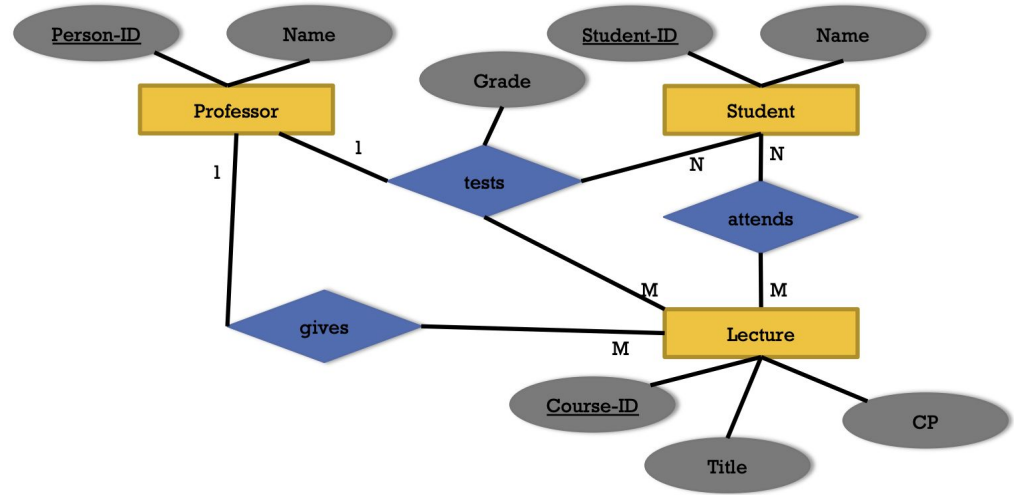 Person-ID
Name
Student-ID
Name
Grade
Professor
Student
1
1
N
N
tests
attends
M
M
gives
Lecture
M
Course-ID
CP
Title